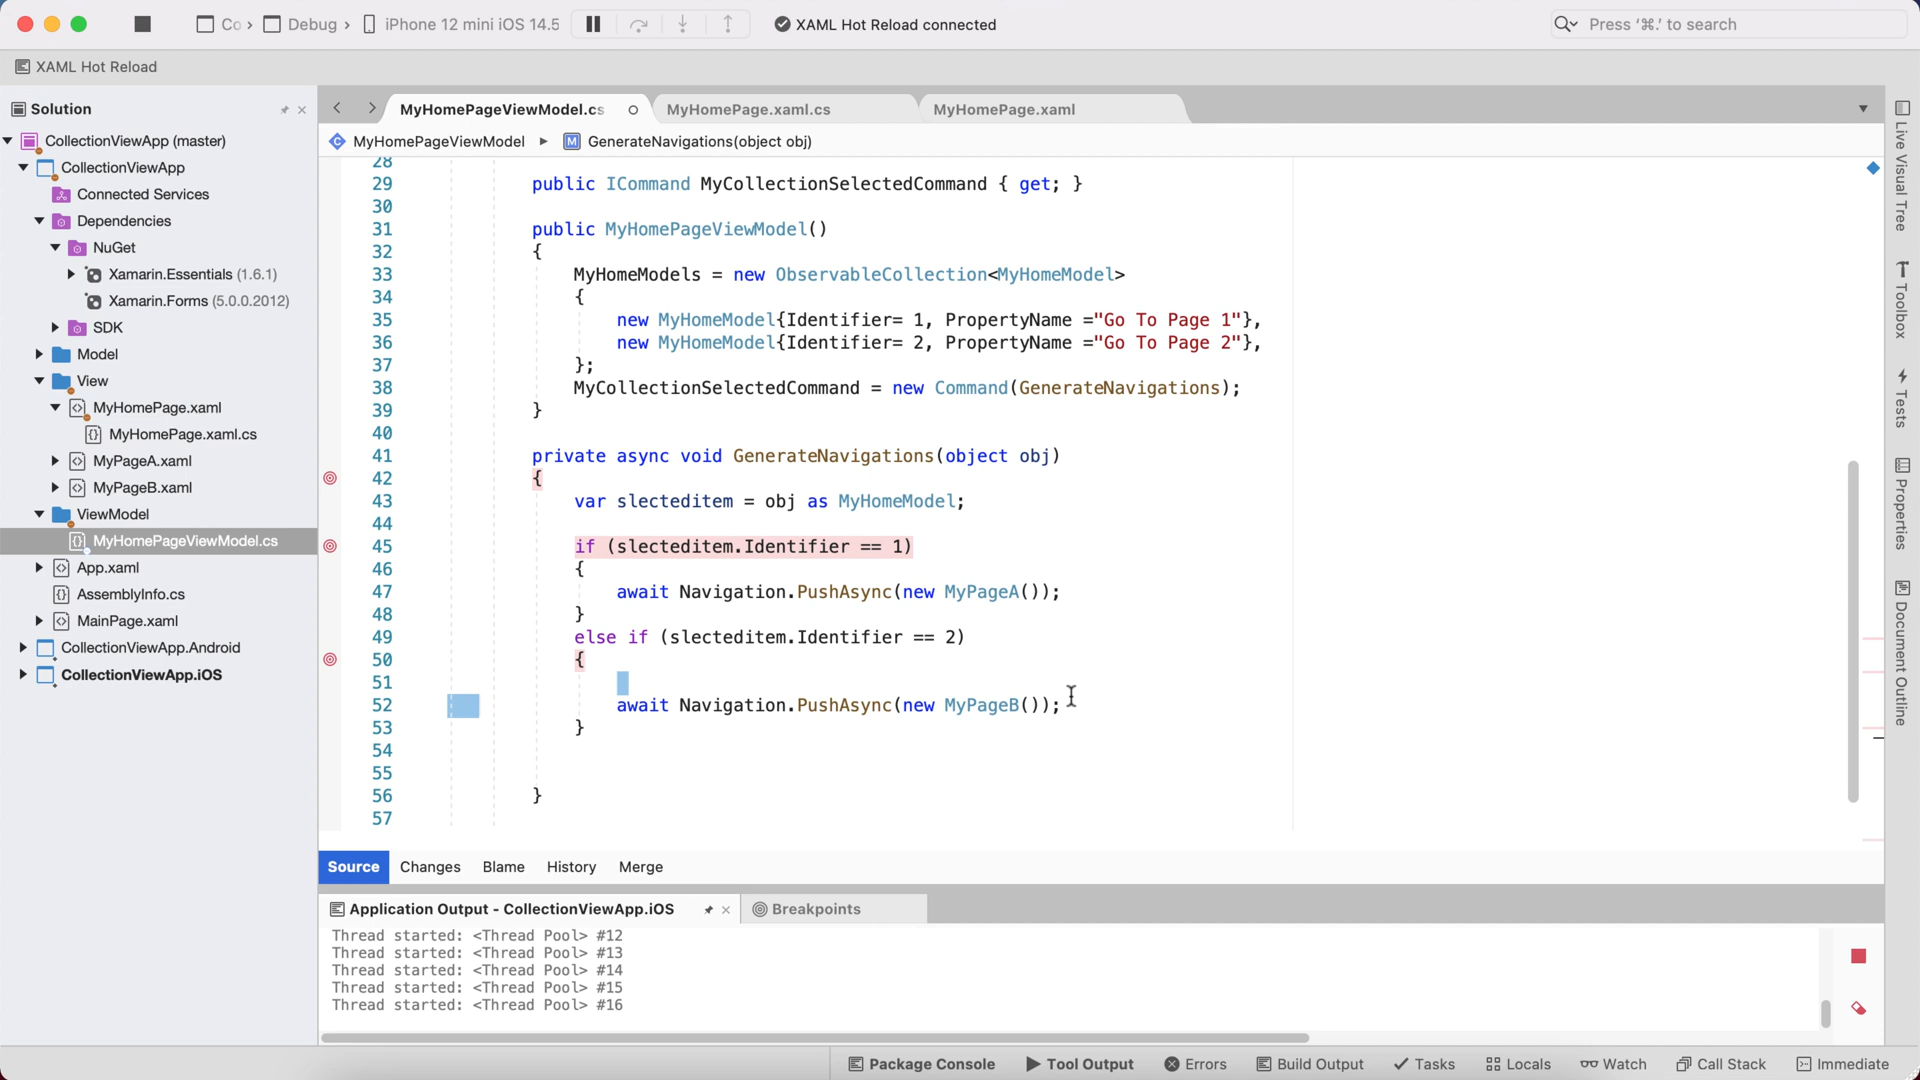 Co > Debug > iPhone 12 mini iOS 14.5
XAML Hot Reload connected
Press ‘⌘.’ to search
XAML Hot Reload
Solution
CollectionViewApp (master)
CollectionViewApp
Connected Services
Dependencies
NuGet
Xamarin.Essentials (1.6.1)
Xamarin.Forms (5.0.0.2012)
SDK
Model
View
MyHomePage.xaml
MyHomePage.xaml.cs
MyPageA.xaml
MyPageB.xaml
ViewModel
MyHomePageViewModel.cs
App.xaml
AssemblyInfo.cs
MainPage.xaml
CollectionViewApp.Android
CollectionViewApp.iOS
MyHomePageViewModel.cs
MyHomePage.xaml.cs
MyHomePage.xaml
MyHomePageViewModel ▸ M GenerateNavigations(object obj)
28
29 public ICommand MyCollectionSelectedCommand { get; }
30
31 public MyHomePageViewModel()
32 {
33 MyHomeModels = new ObservableCollection<MyHomeModel>
34 {
35 new MyHomeModel{Identifier= 1, PropertyName ="Go To Page 1"},
36 new MyHomeModel{Identifier= 2, PropertyName ="Go To Page 2"},
37 };
38 MyCollectionSelectedCommand = new Command(GenerateNavigations);
39 }
40
41 private async void GenerateNavigations(object obj)
42 {
43 var slecteditem = obj as MyHomeModel;
44
45 if (slecteditem.Identifier == 1)
46 {
47 await Navigation.PushAsync(new MyPageA());
48 }
49 else if (slecteditem.Identifier == 2)
50 {
51
52 await Navigation.PushAsync(new MyPageB());
53 }
54
55
56 }
57
Source Changes Blame History Merge
Application Output - CollectionViewApp.iOS
Breakpoints
Thread started: <Thread Pool> #12
Thread started: <Thread Pool> #13
Thread started: <Thread Pool> #14
Thread started: <Thread Pool> #15
Thread started: <Thread Pool> #16
Live Visual Tree
Toolbox
Tests
Properties
Document Outline
Package Console Tool Output Errors Build Output Tasks Locals Watch Call Stack Immediate